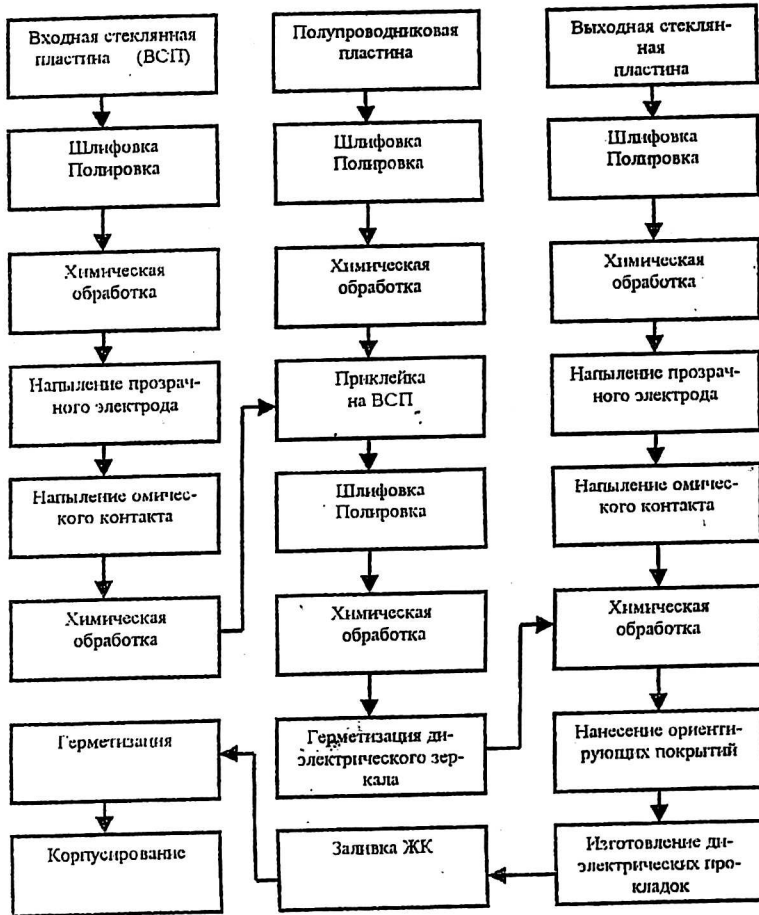 Входная стеклянная
пластина (ВСП)
Шлифовка
Полировка
Химическая
обработка
Напыление прозрач-
ного электрода
Напыление омичес-
кого контакта
Химическая
обработка
Герметизация
Корпусирование
Полупроводниковая
пластина
Шлифовка
Полировка
Химическая
обработка
Приклейка
на ВСП
Шлифовка
Полировка
Химическая
обработка
Герметизация ди-
электрического зер-
кала
Заливка ЖК
Выходная стеклян-
ная
пластина
Шлифовка
Полировка
Химическая
обработка
Напыление прозрач-
ного электрода
Напыление омичес-
кого контакта
Химическая
обработка
Нанесение ориенти-
рующих покрытий
Изготовление ди-
электрических про-
кладок